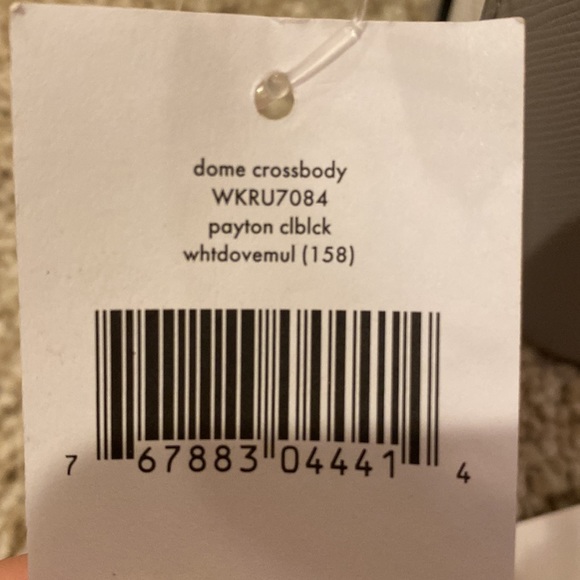 dome crossbody
WKRU7084
payton clblck
whtdovemul (158)
7 67883 04441 4